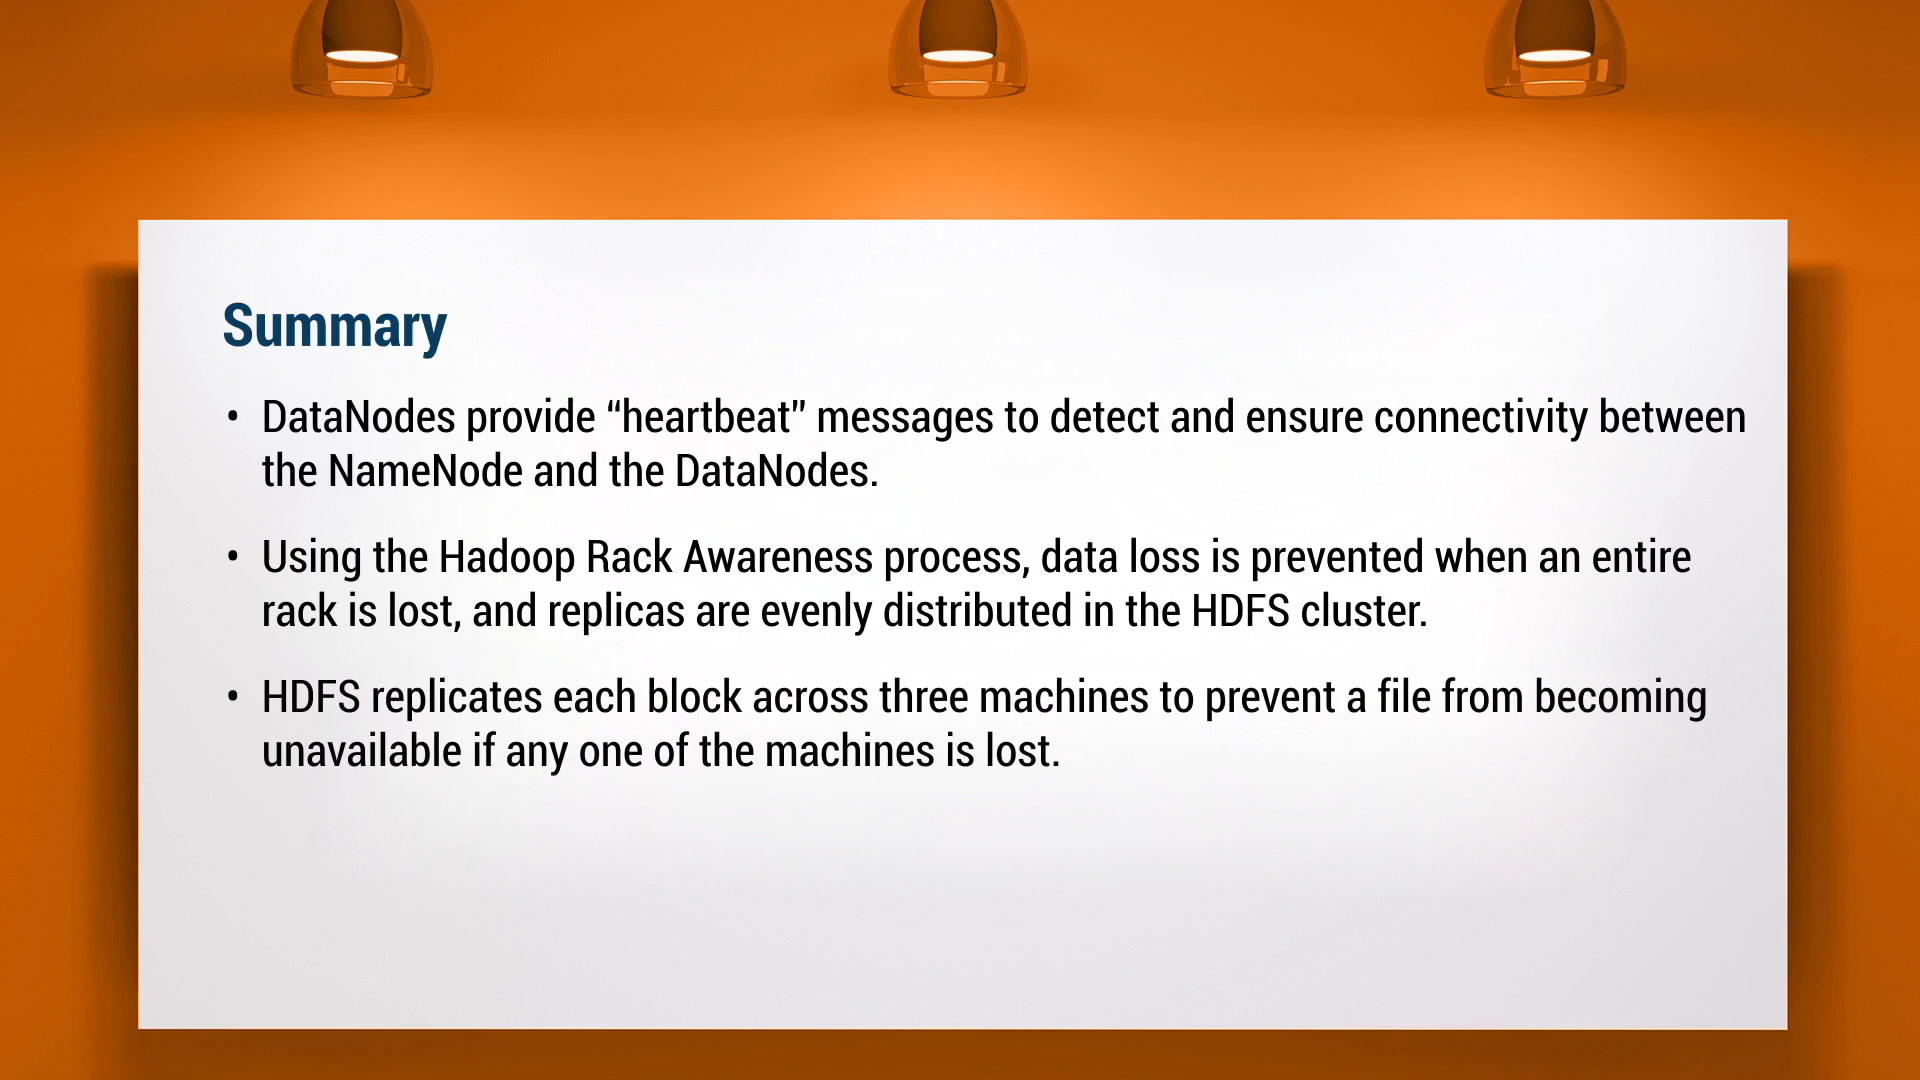 Summary
• DataNodes provide “heartbeat” messages to detect and ensure connectivity between
the NameNode and the DataNodes.
• Using the Hadoop Rack Awareness process, data loss is prevented when an entire
rack is lost, and replicas are evenly distributed in the HDFS cluster.
• HDFS replicates each block across three machines to prevent a file from becoming
unavailable if any one of the machines is lost.